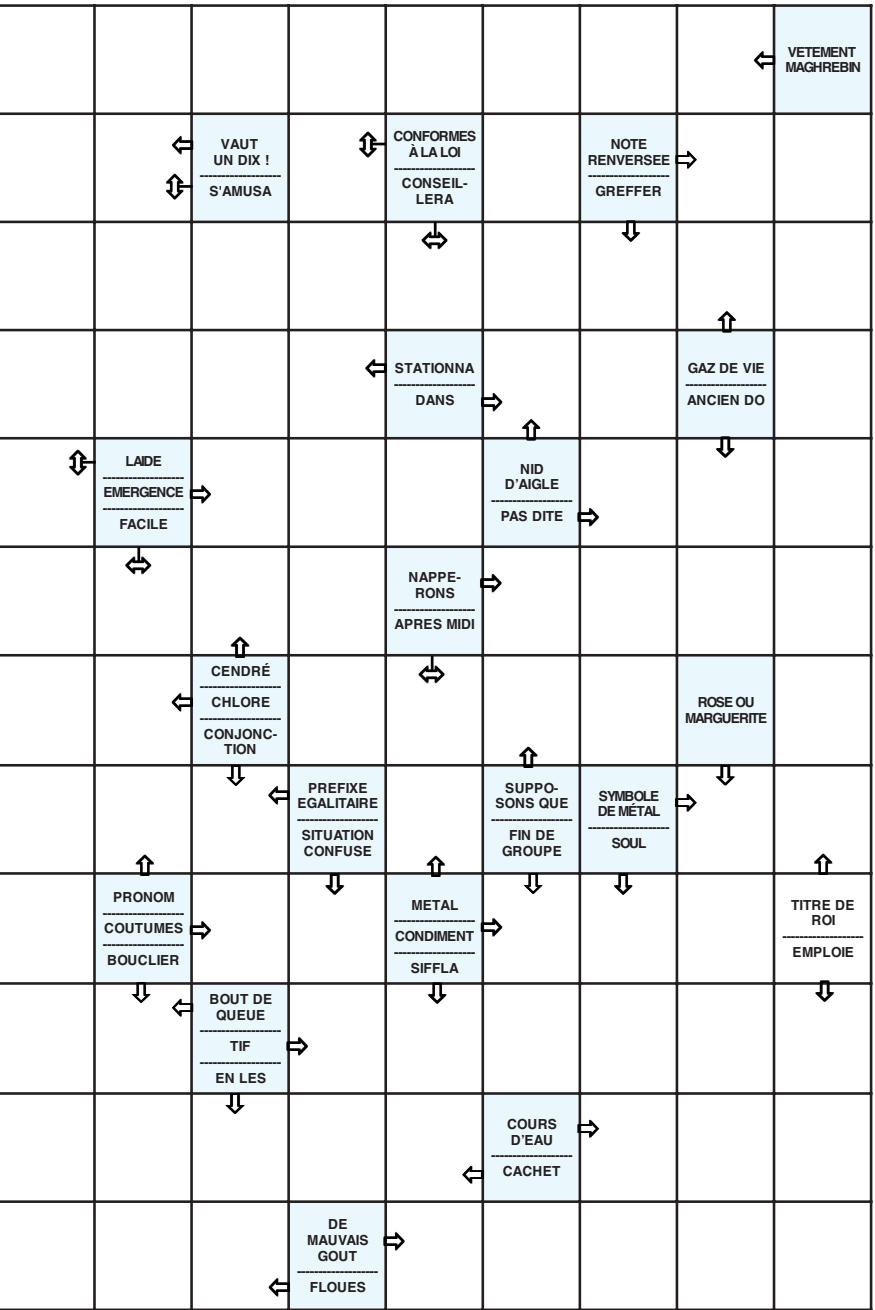 VETEMENT
MAGHREBIN
VAUT
UN DIX !
S'AMUSA
CONFORMES
À LA LOI
CONSEIL-
LERA
NOTE
RENVERSEE
GREFFER
STATIONNA
DANS
GAZ DE VIE
ANCIEN DO
LAIDE
EMERGENCE
FACILE
NID
D'AIGLE
PAS DITE
NAPPE-
RONS
APRES MIDI
CENDRÉ
CHLORE
CONJONC-
TION
ROSE OU
MARGUERITE
PREFIXE
EGALITAIRE
SITUATION
CONFUSE
SUPPO-
SONS QUE
FIN DE
GROUPE
SYMBOLE
DE MÉTAL
SOUL
PRONOM
COUTUMES
BOUCLIER
METAL
CONDIMENT
SIFFLA
TITRE DE
ROI
EMPLOIE
BOUT DE
QUEUE
TIF
EN LES
COURS
D'EAU
CACHET
DE
MAUVAIS
GOUT
FLOUES